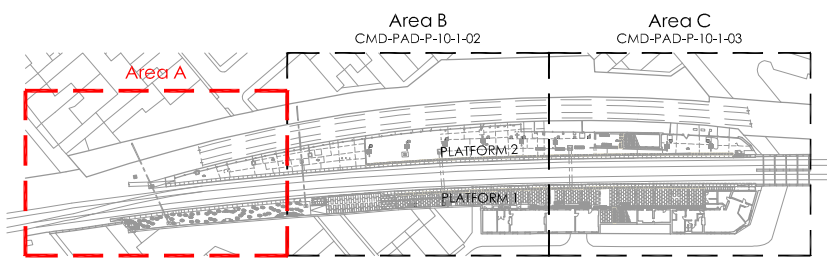 Area B
CMD-PAD-P-10-1-02
Area C
CMD-PAD-P-10-1-03
Area A
PLATFORM 2
PLATFORM 1